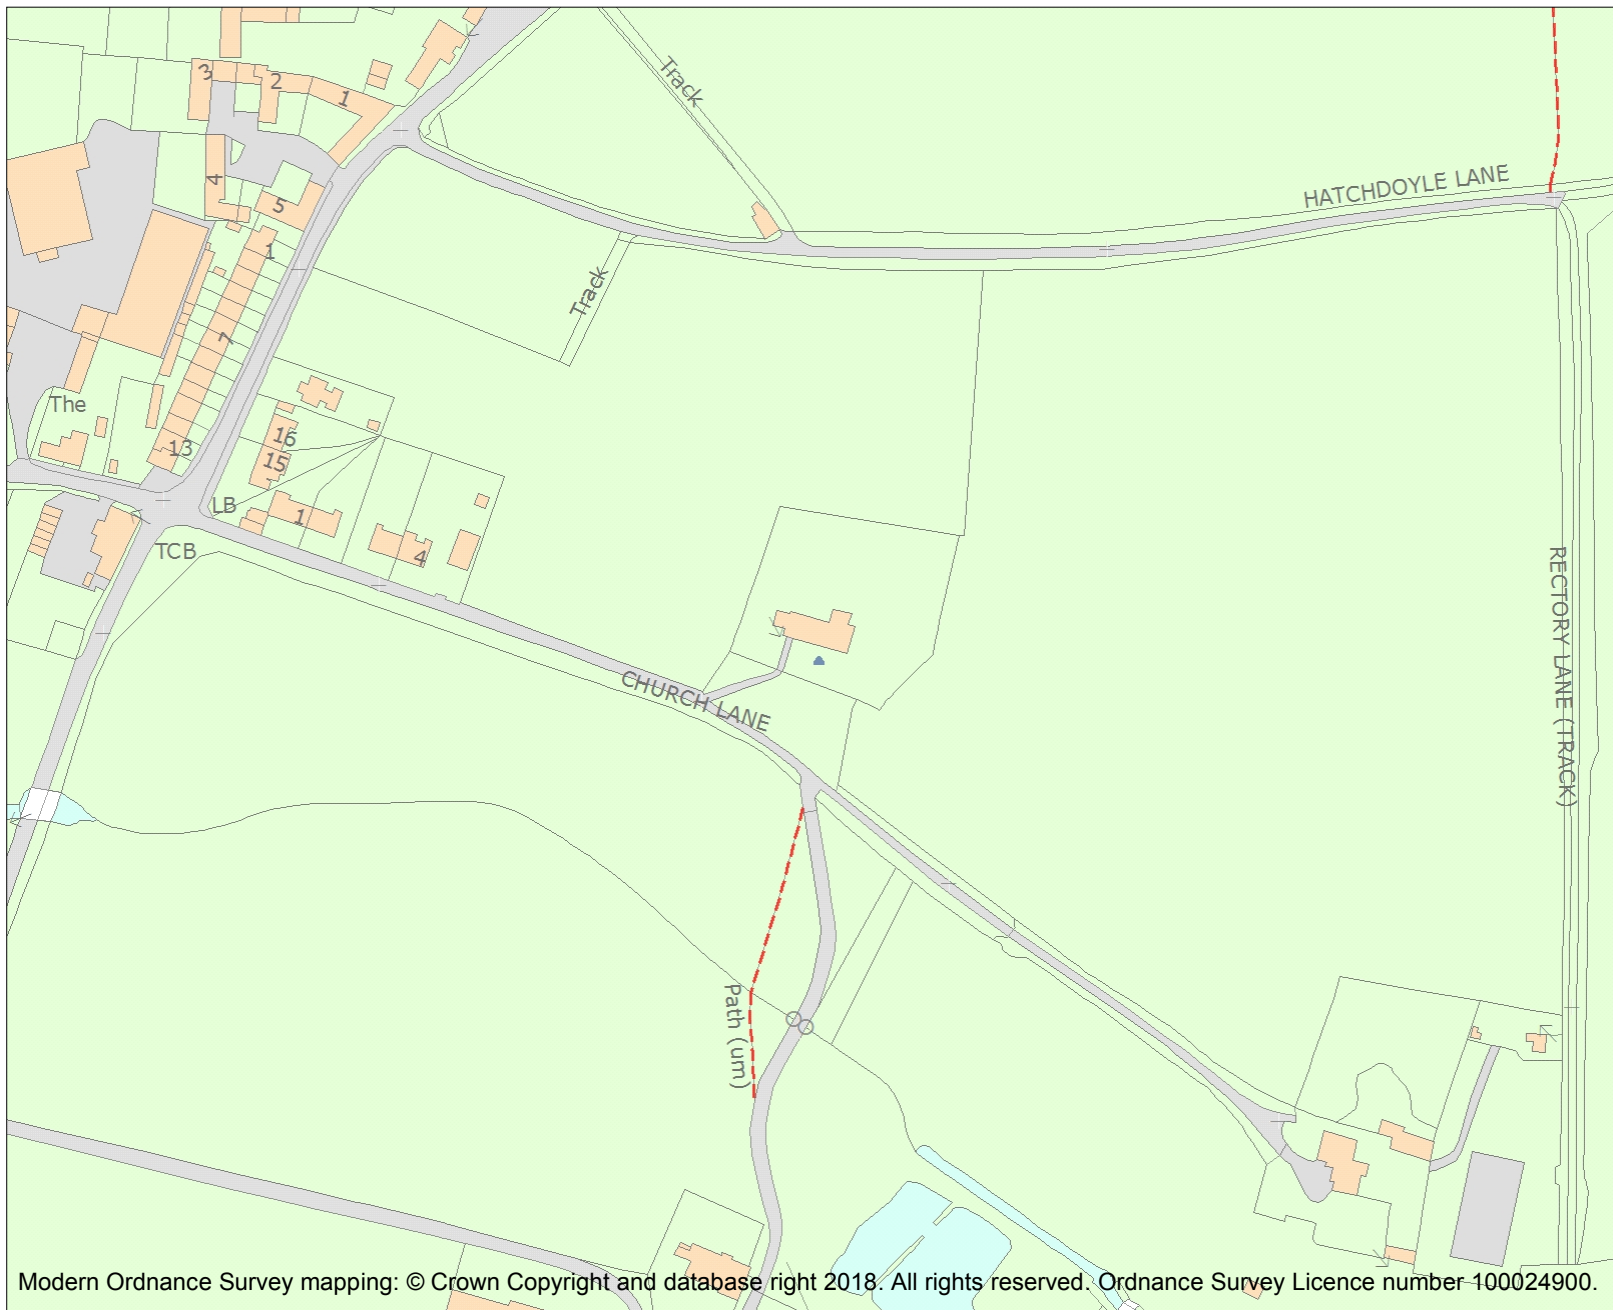 3
2
1
Track
HATCHDOYLE LANE
4
5
1
Track
7
The
16
13
15
LB
1
TCB
4
RECTORY LANE (TRACK)
CHURCH LANE
Path (um)
Modern Ordnance Survey mapping: © Crown Copyright and database right 2018. All rights reserved. Ordnance Survey Licence number 100024900.